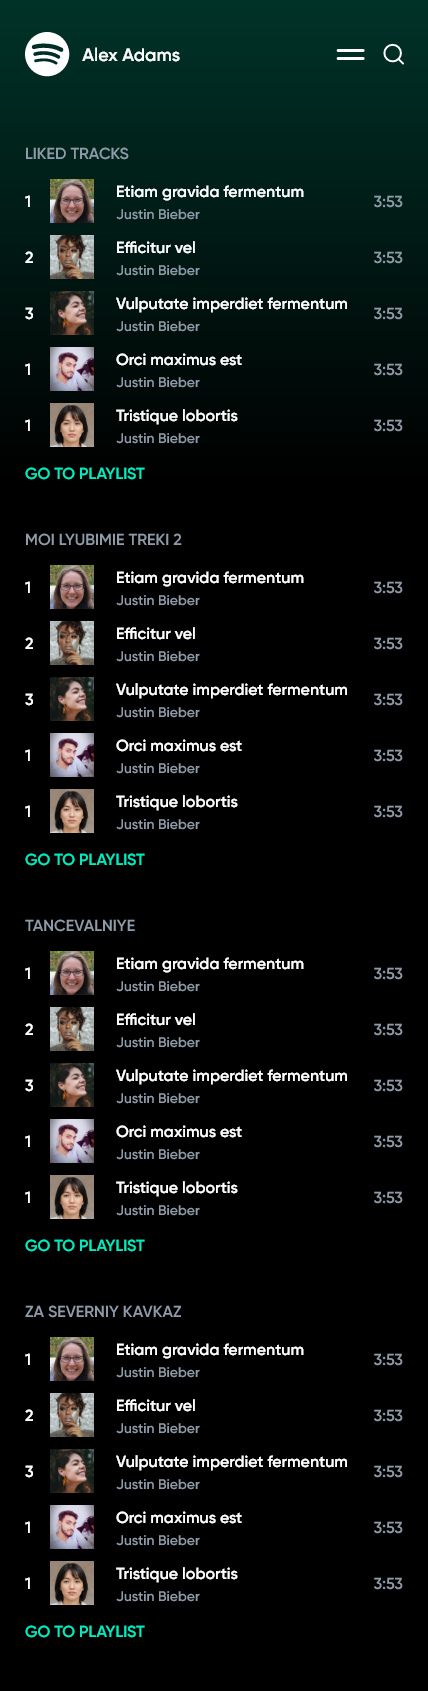 Alex Adams
LIKED TRACKS
1 Etiam gravida fermentum 3:53
Justin Bieber
2 Efficitur vel 3:53
Justin Bieber
3 Vulputate imperdiet fermentum 3:53
Justin Bieber
1 Orci maximus est 3:53
Justin Bieber
1 Tristique lobortis 3:53
Justin Bieber
GO TO PLAYLIST
MOI LYUBIMIE TREKI 2
1 Etiam gravida fermentum 3:53
Justin Bieber
2 Efficitur vel 3:53
Justin Bieber
3 Vulputate imperdiet fermentum 3:53
Justin Bieber
1 Orci maximus est 3:53
Justin Bieber
1 Tristique lobortis 3:53
Justin Bieber
GO TO PLAYLIST
TANCEVALNIYE
1 Etiam gravida fermentum 3:53
Justin Bieber
2 Efficitur vel 3:53
Justin Bieber
3 Vulputate imperdiet fermentum 3:53
Justin Bieber
1 Orci maximus est 3:53
Justin Bieber
1 Tristique lobortis 3:53
Justin Bieber
GO TO PLAYLIST
ZA SEVERNIY KAVKAZ
1 Etiam gravida fermentum 3:53
Justin Bieber
2 Efficitur vel 3:53
Justin Bieber
3 Vulputate imperdiet fermentum 3:53
Justin Bieber
1 Orci maximus est 3:53
Justin Bieber
1 Tristique lobortis 3:53
Justin Bieber
GO TO PLAYLIST